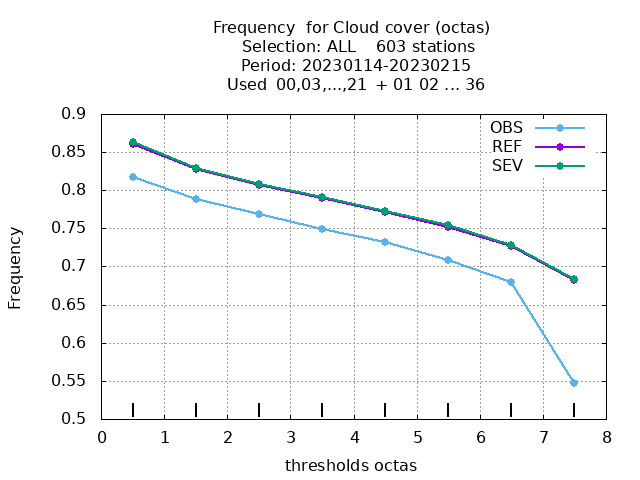 Frequency  for Cloud cover (octas)
Selection: ALL    603 stations
Period: 20230114-20230215
Used  00,03,...,21  + 01 02 ... 36
OBS
REF
SEV
0.9
0.85
0.8
0.75
0.7
0.65
0.6
0.55
0.5
Frequency
0 1 2 3 4 5 6 7 8
thresholds octas